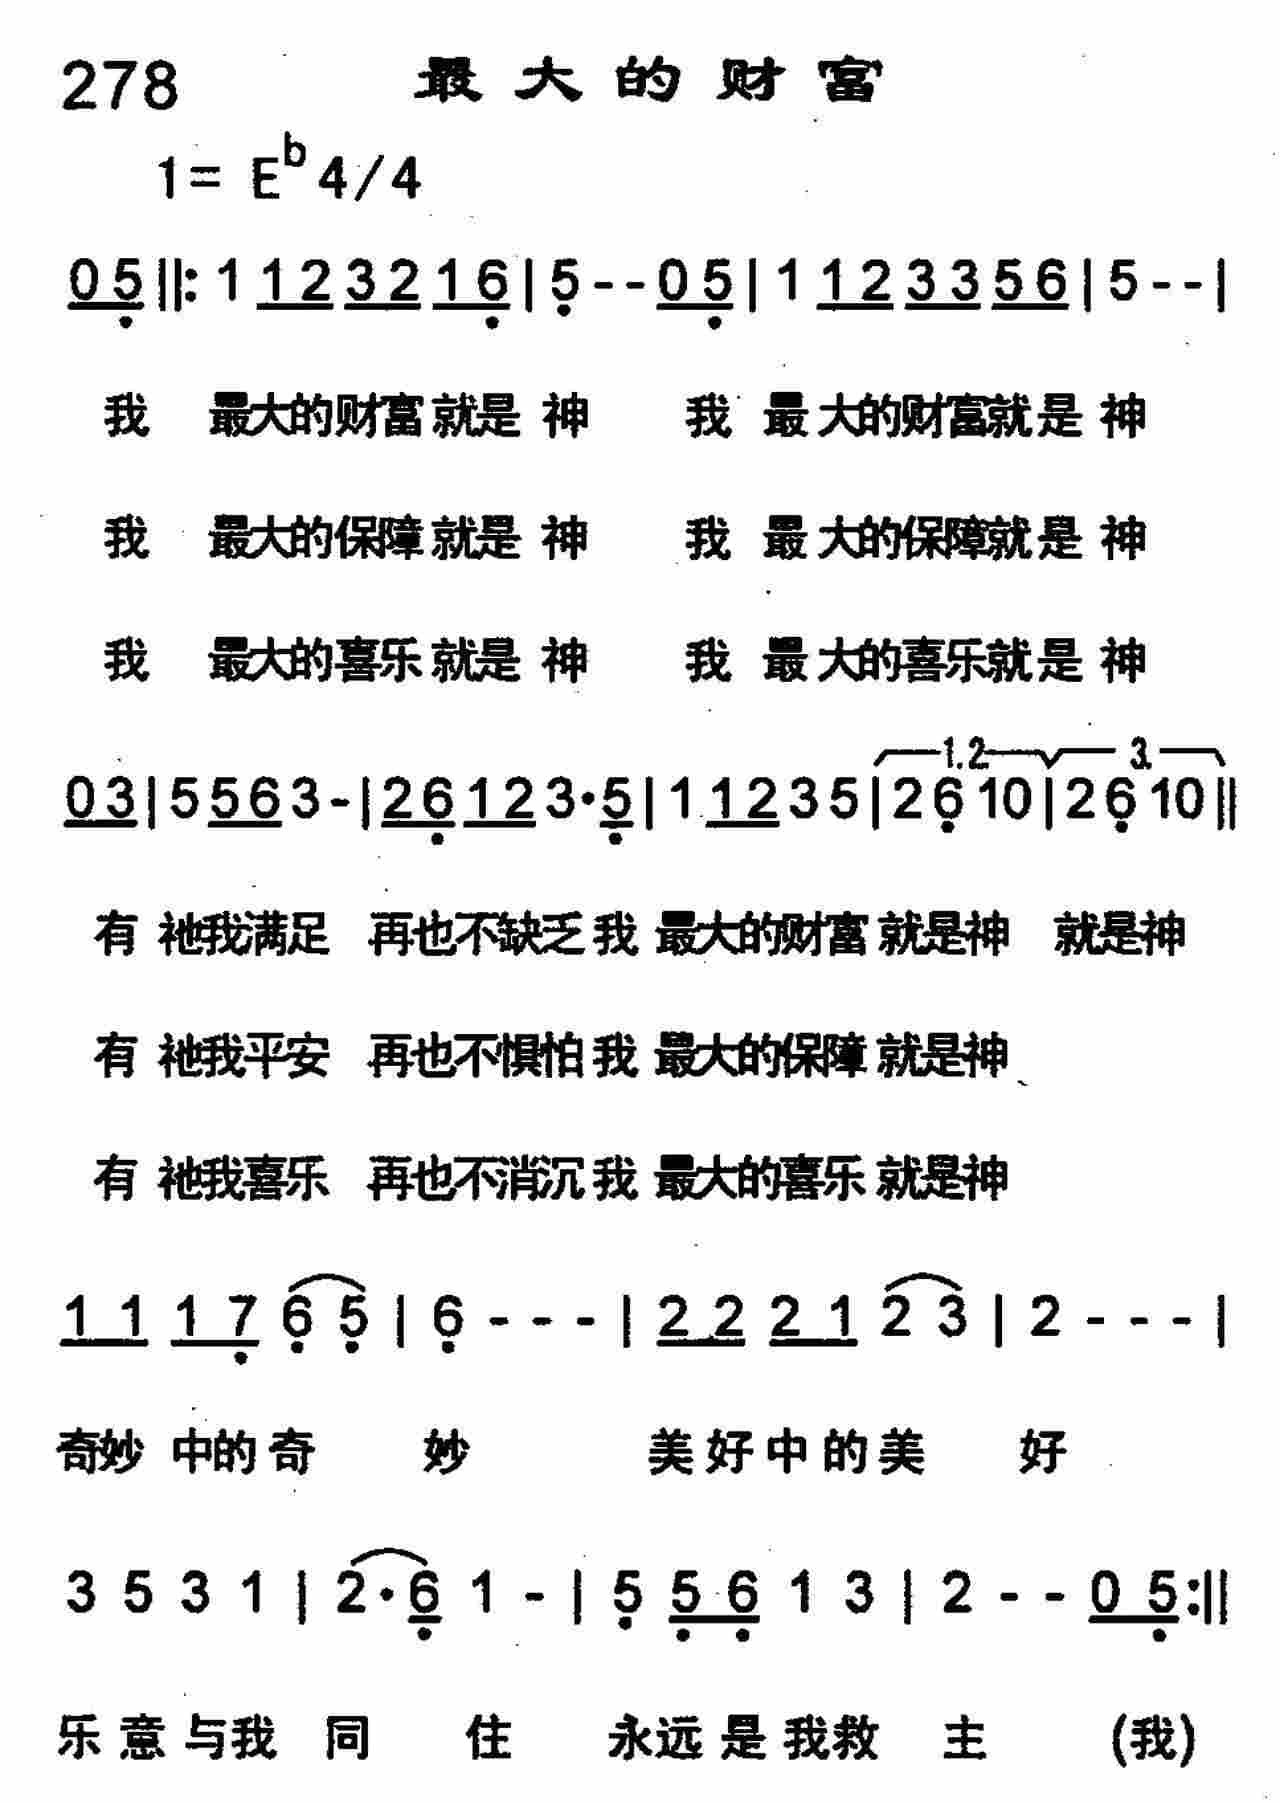 278 最大的财富
1= E♭ 4/4
0 5 ‖: 1 1 2 3 2 1 6 | 5 - - 0 5 | 1 1 2 3 3 5 6 | 5 - - |
我 最大的财富就是 神 我 最 大的财富就是 神
我 最大的保障就是 神 我 最 大的保障就是 神
我 最大的喜乐就是 神 我 最 大的喜乐就是 神
1.2. 3.
0 3 | 5 5 6 3 - | 2 6 1 2 3 · 5 | 1 1 2 3 5 | 2 6 1 0 | 2 6 1 0 ‖
有 祂我满足 再也不缺乏我 最大的财富就是神 就是神
有 祂我平安 再也不惧怕我 最大的保障就是神
有 祂我喜乐 再也不消沉我 最大的喜乐就是神
1 1 1 7 6 5 | 6 - - - | 2 2 2 1 2 3 | 2 - - - |
奇妙 中的奇 妙 美好中的美 好
3 5 3 1 | 2 · 6 1 - | 5 5 6 1 3 | 2 - - 0 5 :‖
乐意与我 同 住 永远是我救 主 (我)